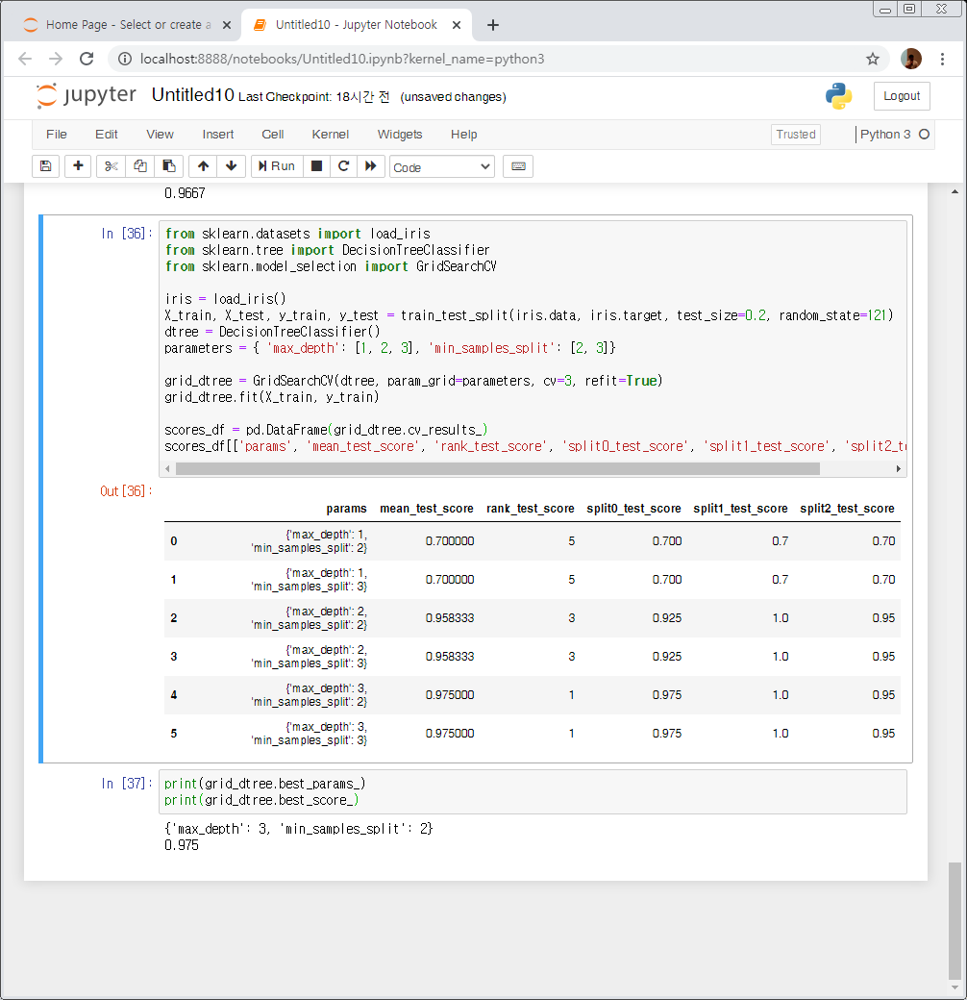 Home Page - Select or create a
Untitled10 - Jupyter Notebook
localhost:8888/notebooks/Untitled10.ipynb?kernel_name=python3
jupyter Untitled10 Last Checkpoint: 18시간 전 (unsaved changes)
Logout
File Edit View Insert Cell Kernel Widgets Help
Trusted
Python 3
Run
Code
0.9667
In [36]:
from sklearn.datasets import load_iris
from sklearn.tree import DecisionTreeClassifier
from sklearn.model_selection import GridSearchCV
iris = load_iris()
X_train, X_test, y_train, y_test = train_test_split(iris.data, iris.target, test_size=0.2, random_state=121)
dtree = DecisionTreeClassifier()
parameters = { 'max_depth': [1, 2, 3], 'min_samples_split': [2, 3]}
grid_dtree = GridSearchCV(dtree, param_grid=parameters, cv=3, refit=True)
grid_dtree.fit(X_train, y_train)
scores_df = pd.DataFrame(grid_dtree.cv_results_)
scores_df[['params', 'mean_test_score', 'rank_test_score', 'split0_test_score', 'split1_test_score', 'split2_t
Out[36]:
params mean_test_score rank_test_score split0_test_score split1_test_score split2_test_score
0 {'max_depth': 1, 'min_samples_split': 2} 0.700000 5 0.700 0.7 0.70
1 {'max_depth': 1, 'min_samples_split': 3} 0.700000 5 0.700 0.7 0.70
2 {'max_depth': 2, 'min_samples_split': 2} 0.958333 3 0.925 1.0 0.95
3 {'max_depth': 2, 'min_samples_split': 3} 0.958333 3 0.925 1.0 0.95
4 {'max_depth': 3, 'min_samples_split': 2} 0.975000 1 0.975 1.0 0.95
5 {'max_depth': 3, 'min_samples_split': 3} 0.975000 1 0.975 1.0 0.95
In [37]:
print(grid_dtree.best_params_)
print(grid_dtree.best_score_)
{'max_depth': 3, 'min_samples_split': 2}
0.975